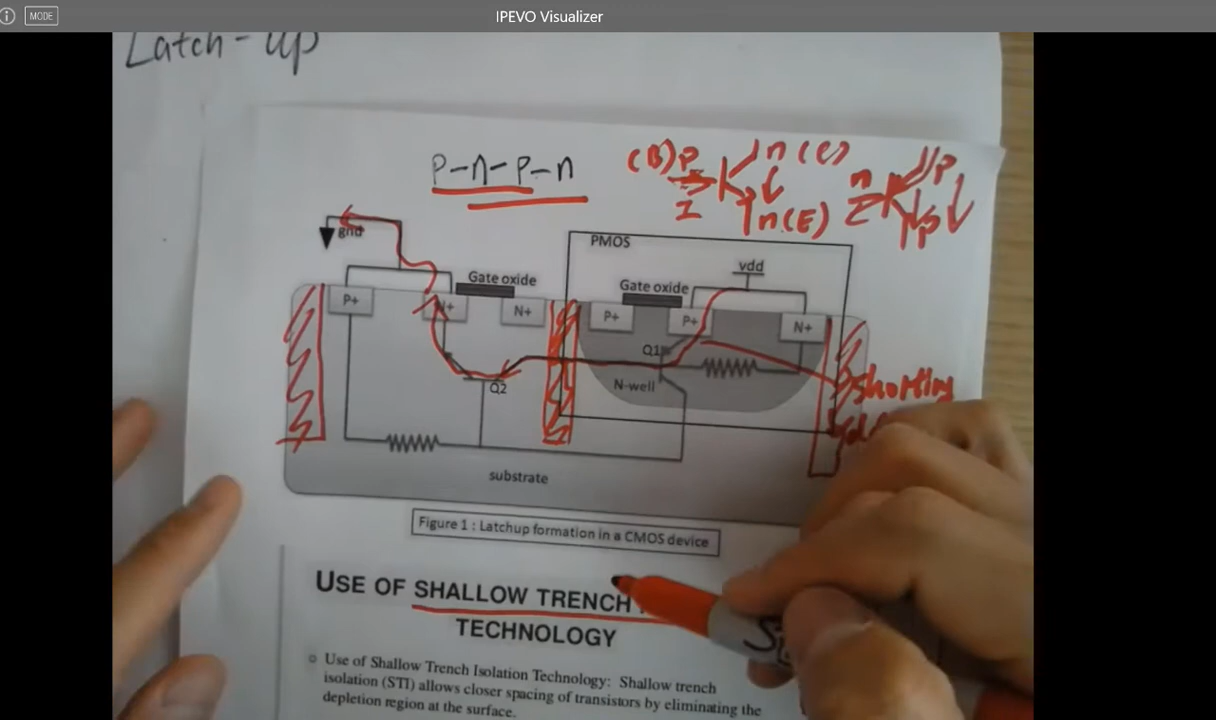 MODE
IPEVO Visualizer
Latch-up
P-n-p-n
(B) P
n (C)
I
n (E)
n
p
I
p
gnd
PMOS
vdd
Gate oxide
Gate oxide
P+
N+
N+
P+
P+
N+
Q1
Q2
N-well
shorting
substrate
Figure 1 : Latchup formation in a CMOS device
USE OF SHALLOW TRENCH
TECHNOLOGY
Use of Shallow Trench Isolation Technology: Shallow trench
isolation (STI) allows closer spacing of transistors by eliminating the
depletion region at the surface.